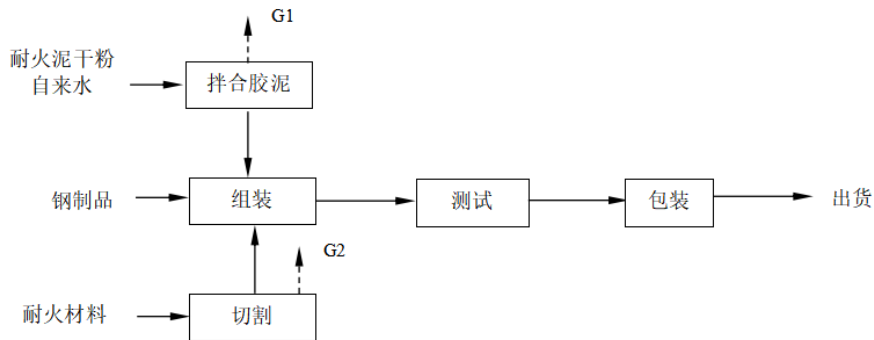 G1
耐火泥干粉
自来水
拌合胶泥
钢制品
组装
测试
包装
出货
G2
耐火材料
切割